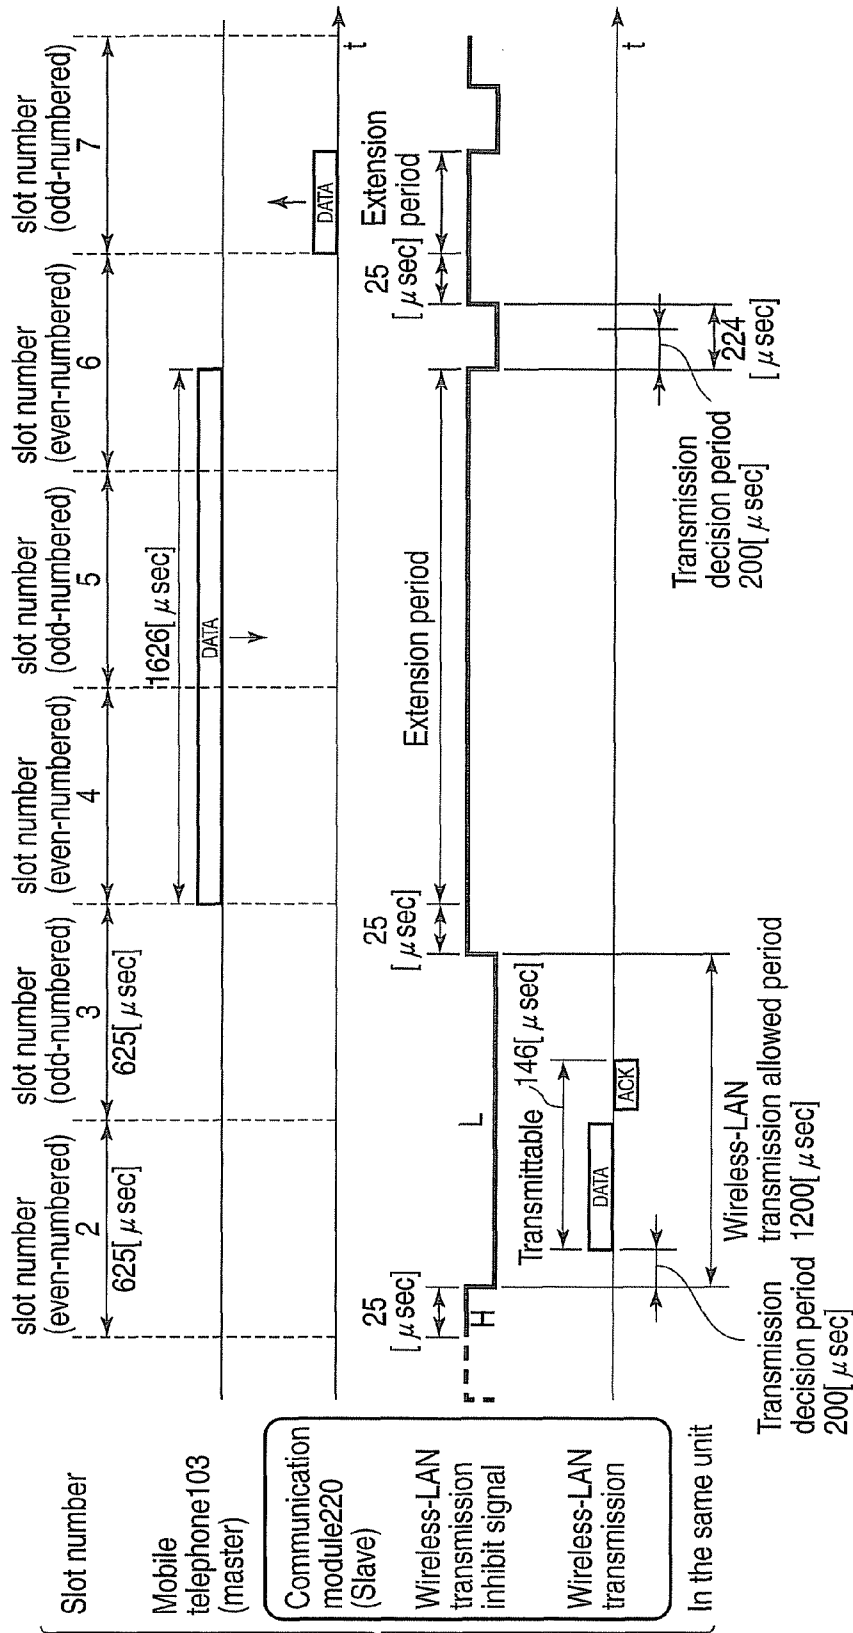 Slot number
slot number
(even-numbered)
2
625[μsec]
slot number
(odd-numbered)
3
625[μsec]
slot number
(even-numbered)
4
slot number
(odd-numbered)
5
slot number
(even-numbered)
6
slot number
(odd-numbered)
7
Mobile
telephone103
(master)
1626[μsec]
DATA
Communication
module220
(Slave)
DATA
t
Wireless-LAN
transmission
inhibit signal
25
[μsec]
H
L
25
[μsec]
Extension period
25
[μsec]
Extension
period
Wireless-LAN
transmission
Transmittable
146[μsec]
DATA
ACK
t
In the same unit
Transmission
decision period
200[μsec]
Wireless-LAN
transmission allowed period
1200[μsec]
Transmission
decision period
200[μsec]
224
[μsec]